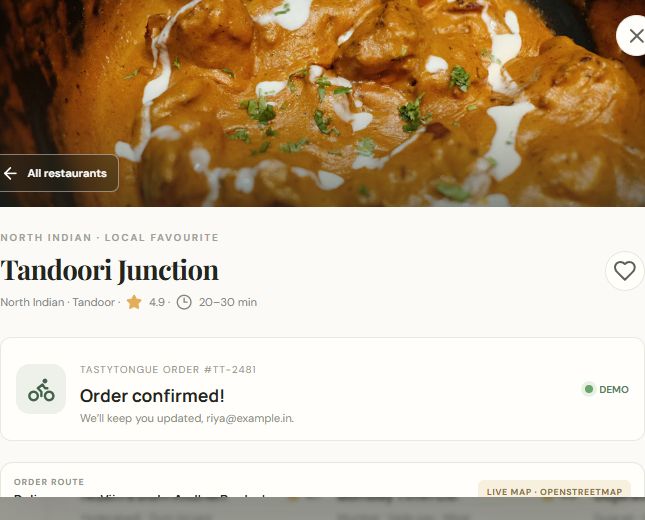 All restaurants
NORTH INDIAN · LOCAL FAVOURITE
Tandoori Junction
North Indian · Tandoor · 4.9 · 20–30 min
TASTYTONGUE ORDER #TT-2481
Order confirmed!
We'll keep you updated, riya@example.in.
DEMO
ORDER ROUTE
LIVE MAP · OPENSTREETMAP